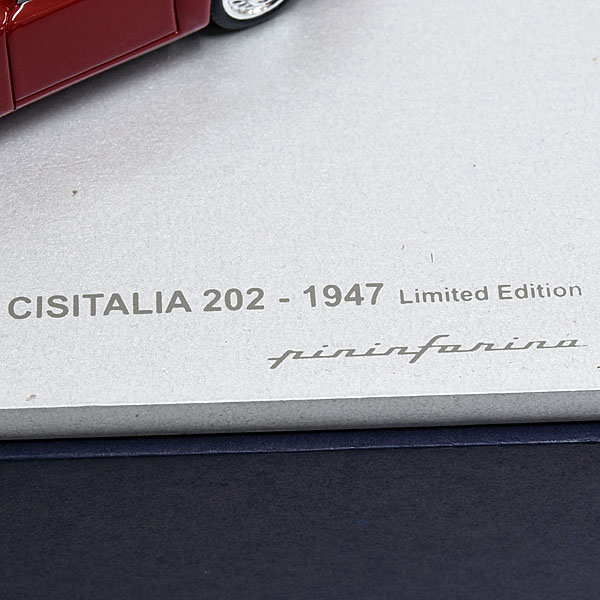 CISITALIA 202 - 1947 Limited Edition
pininfarina